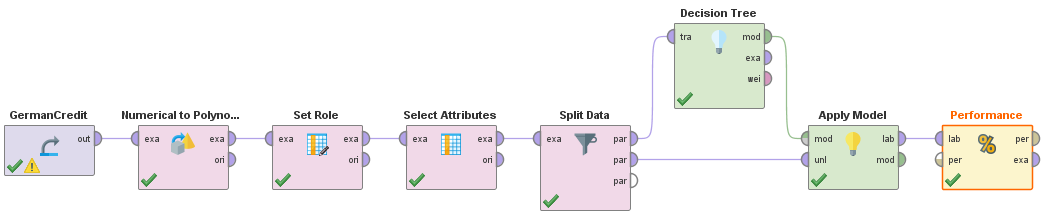 Decision Tree
tra
mod
exa
wei
GermanCredit
out
Numerical to Polyno...
exa
exa
ori
Set Role
exa
exa
ori
Select Attributes
exa
exa
ori
Split Data
exa
par
par
par
Apply Model
mod
lab
unl
mod
Performance
lab
per
per
exa
%